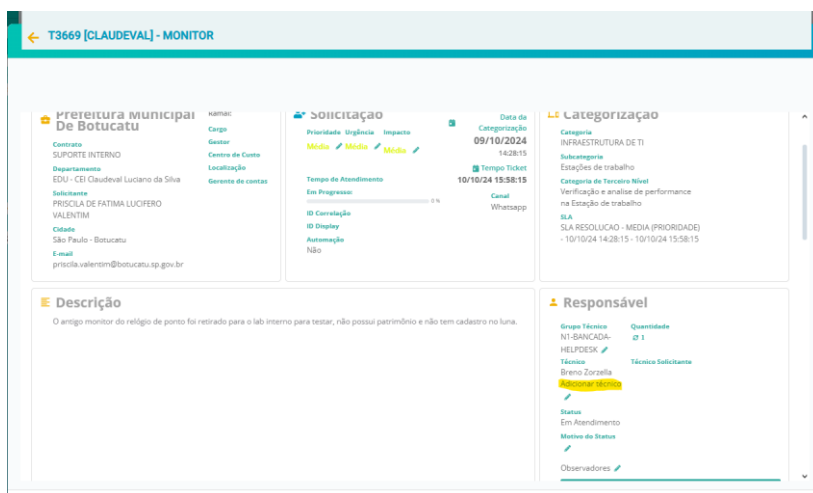 T3669 [CLAUDEVAL] - MONITOR
Prefeitura Municipal
De Botucatu
Contrato
SUPORTE INTERNO
Departamento
EDU - CEI Claudeval Luciano da Silva
Solicitante
PRISCILA DE FATIMA LUCIFERO
VALENTIM
Cidade
São Paulo - Botucatu
E-mail
priscila.valentim@botucatu.sp.gov.br
Ramal:
Cargo
Gestor
Centro de Custo
Localização
Gerente de contas
Solicitação
Prioridade Urgência Impacto
Média Média Média
Tempo de Atendimento
Em Progresso:
0 %
ID Correlação
ID Display
Automação
Não
Data da
Categorização
09/10/2024
14:28:15
Tempo Ticket
10/10/24 15:58:15
Canal
Whatsapp
Categorização
Categoria
INFRAESTRUTURA DE TI
Subcategoria
Estações de trabalho
Categoria de Terceiro Nível
Verificação e analise de performance
na Estação de trabalho
SLA
SLA RESOLUCAO - MEDIA (PRIORIDADE)
- 10/10/24 14:28:15 - 10/10/24 15:58:15
Descrição
O antigo monitor do relógio de ponto foi retirado para o lab interno para testar, não possui patrimônio e não tem cadastro no luna.
Responsável
Grupo Técnico Quantidade
N1-BANCADA- 1
HELPDESK
Técnico Técnico Solicitante
Breno Zorzella
Adicionar técnico
Status
Em Atendimento
Motivo do Status
Observadores